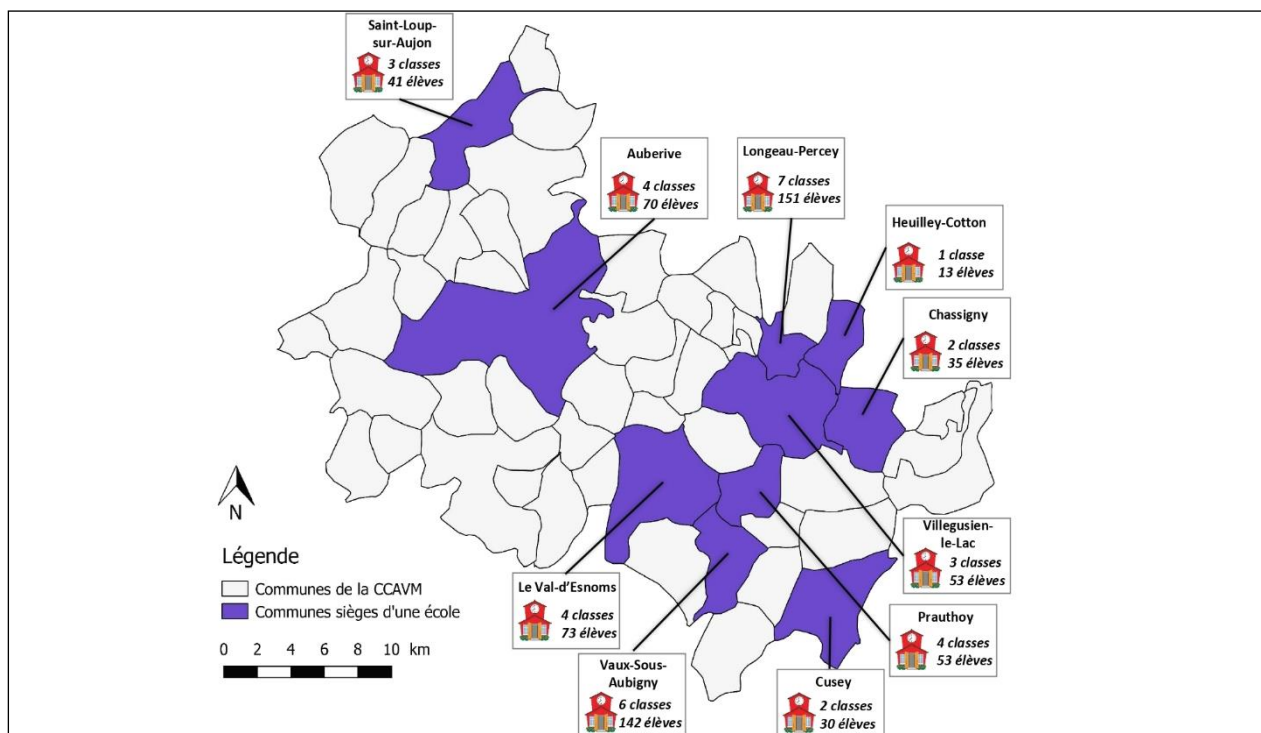 Saint-Loup-
sur-Aujon
3 classes
41 élèves
Auberive
4 classes
70 élèves
Longeau-Percey
7 classes
151 élèves
Heuilley-Cotton
1 classe
13 élèves
Chassigny
2 classes
35 élèves
Villegusien-
le-Lac
3 classes
53 élèves
Prauthoy
4 classes
53 élèves
Cusey
2 classes
30 élèves
Vaux-Sous-
Aubigny
6 classes
142 élèves
Le Val-d'Esnoms
4 classes
73 élèves
N
Légende
Communes de la CCAVM
Communes sièges d'une école
0 2 4 6 8 10 km